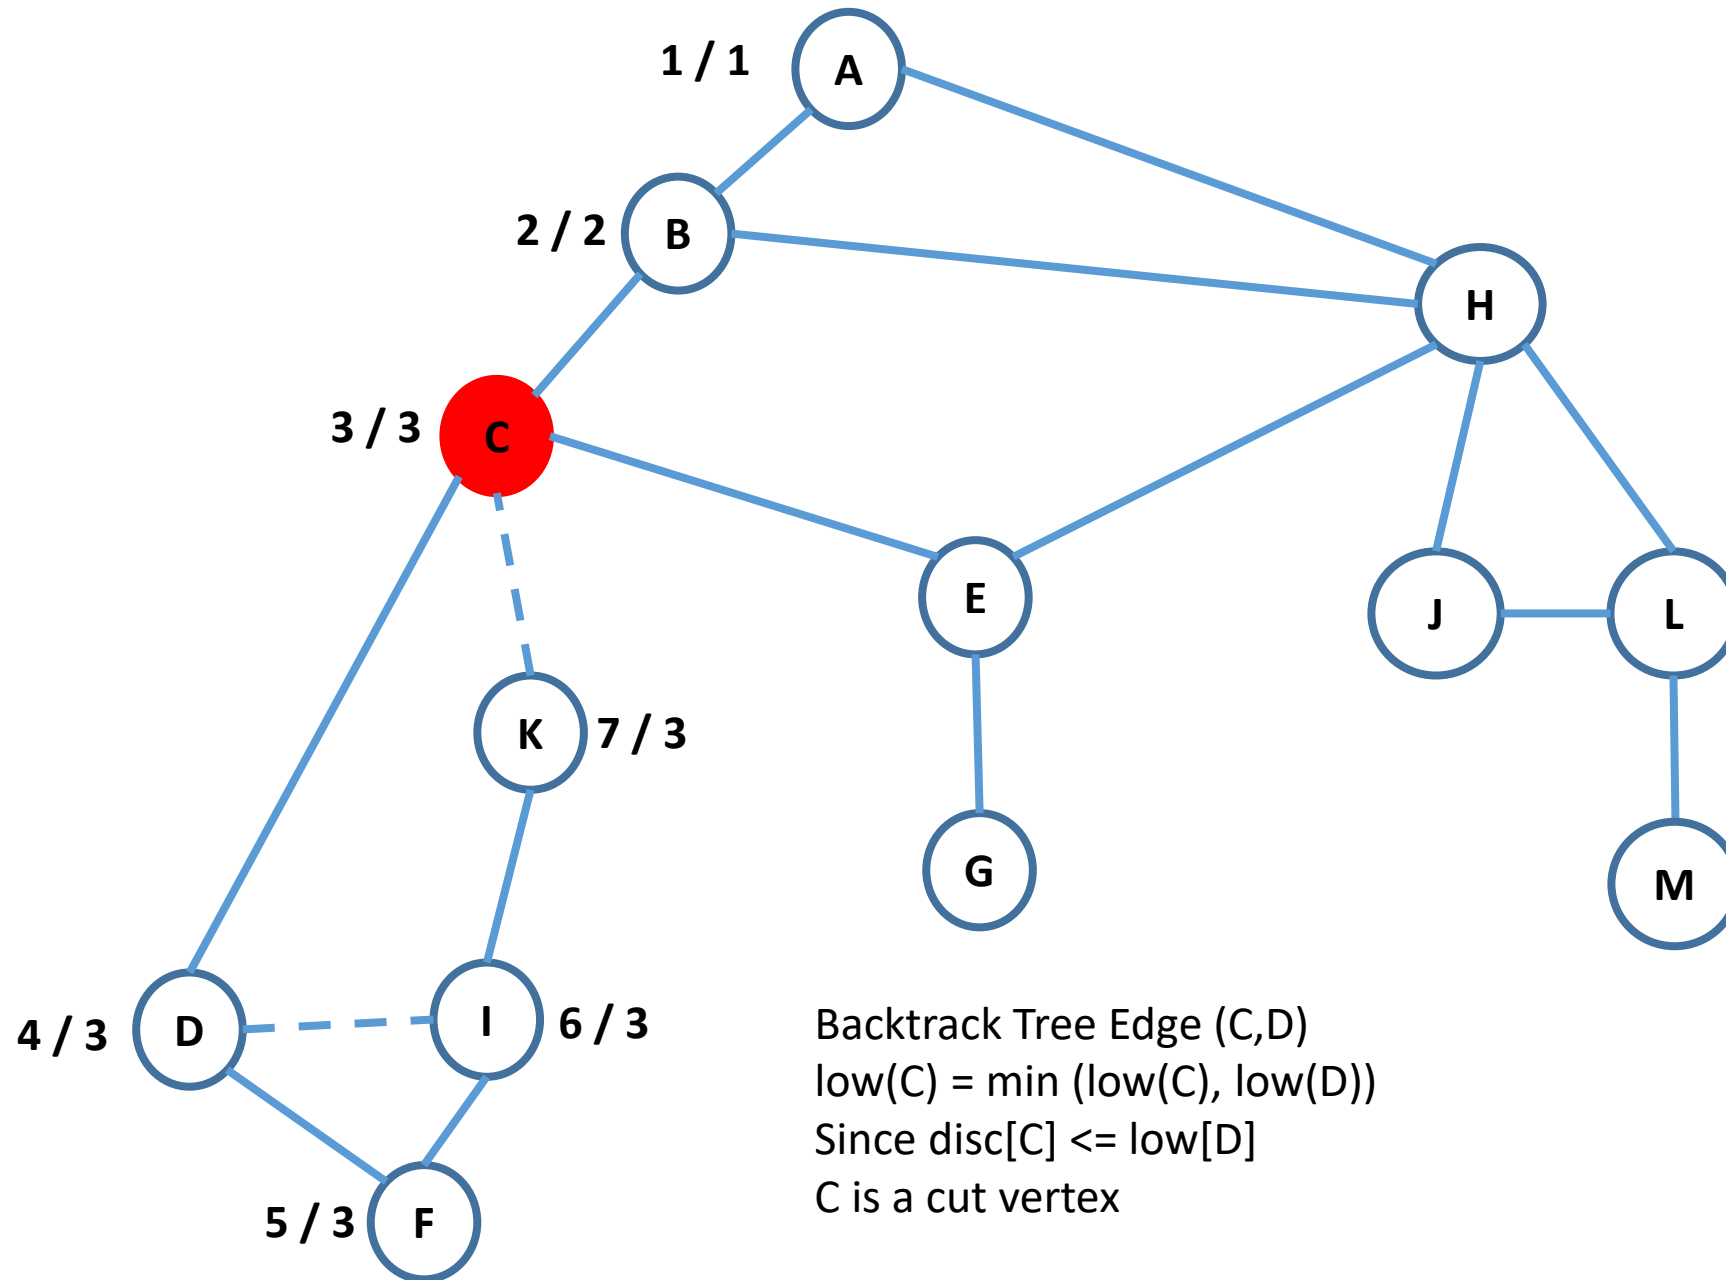 1 / 1 A
2 / 2 B
H
3 / 3 C
E
J L
K 7 / 3
G
M
4 / 3 D I 6 / 3
5 / 3 F
Backtrack Tree Edge (C,D)
low(C) = min (low(C), low(D))
Since disc[C] <= low[D]
C is a cut vertex